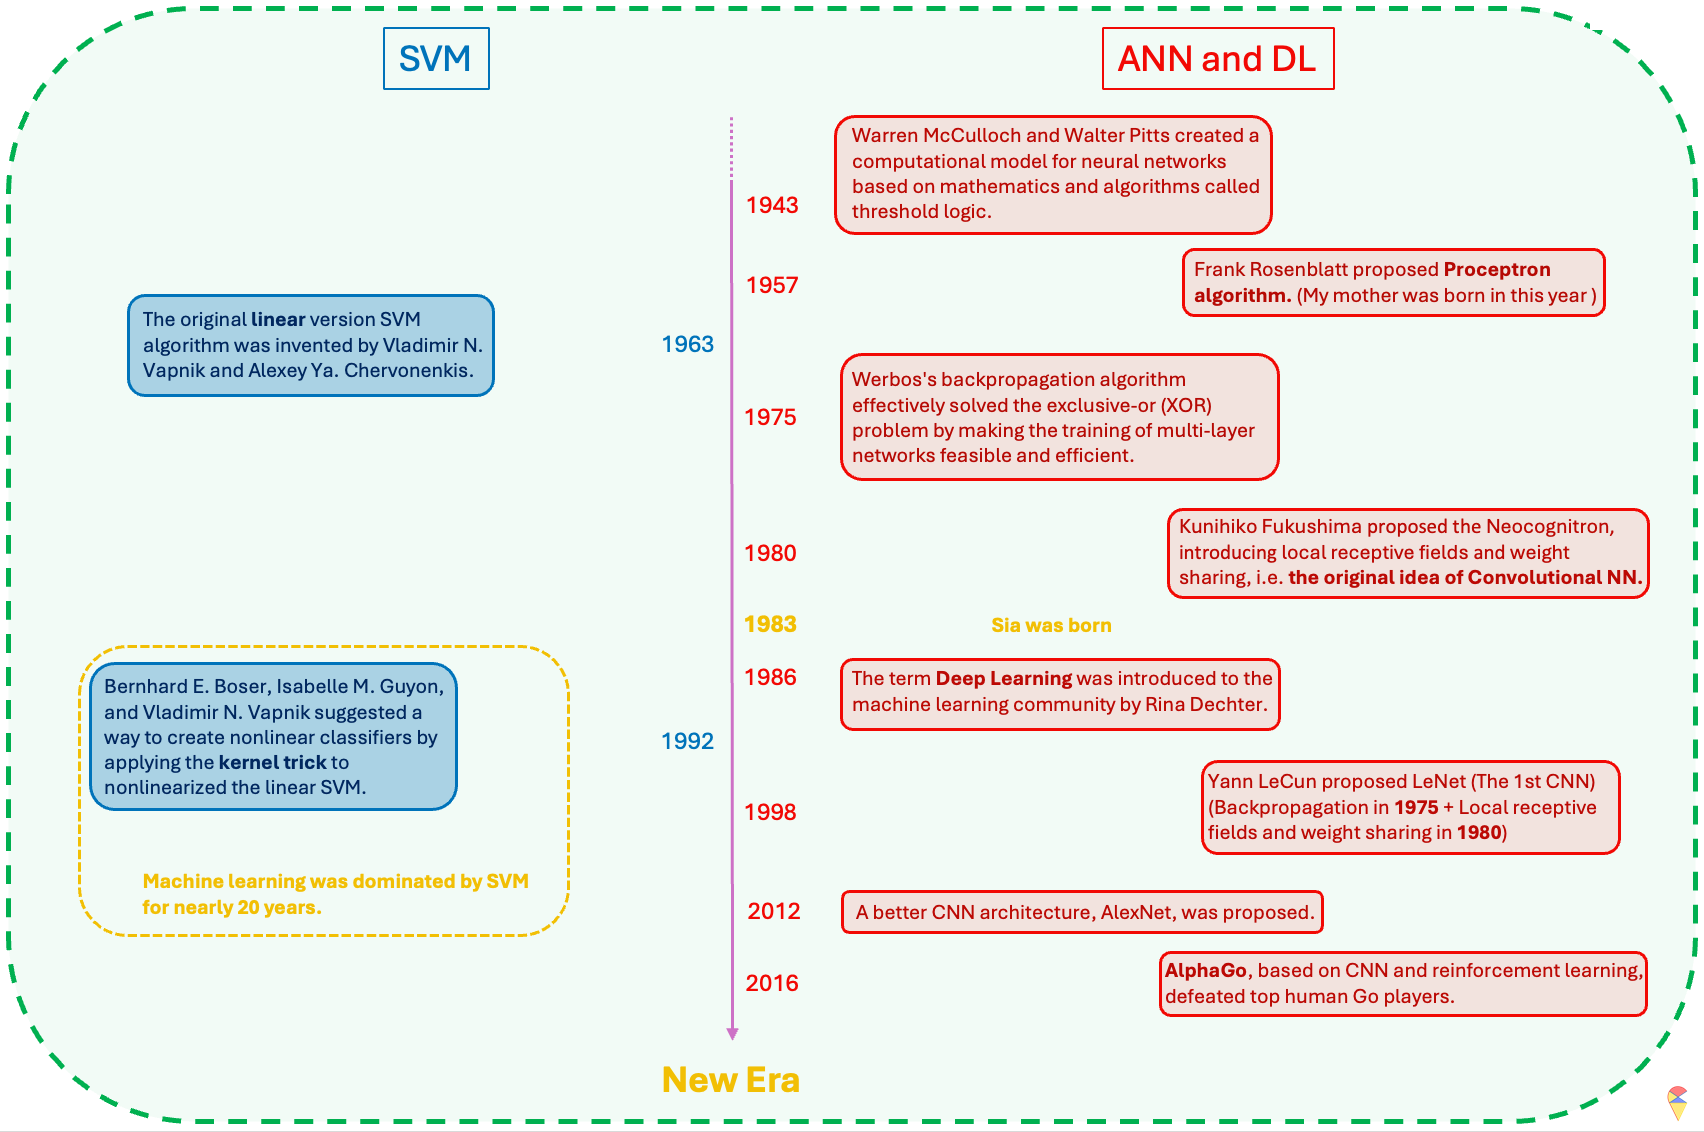 SVM
ANN and DL
Warren McCulloch and Walter Pitts created a
computational model for neural networks
based on mathematics and algorithms called
threshold logic.
1943
1957
Frank Rosenblatt proposed Proceptron
algorithm. (My mother was born in this year )
The original linear version SVM
algorithm was invented by Vladimir N.
Vapnik and Alexey Ya. Chervonenkis.
1963
1975
Werbos's backpropagation algorithm
effectively solved the exclusive-or (XOR)
problem by making the training of multi-layer
networks feasible and efficient.
1980
Kunihiko Fukushima proposed the Neocognitron,
introducing local receptive fields and weight
sharing, i.e. the original idea of Convolutional NN.
1983
Sia was born
1986
The term Deep Learning was introduced to the
machine learning community by Rina Dechter.
Bernhard E. Boser, Isabelle M. Guyon,
and Vladimir N. Vapnik suggested a
way to create nonlinear classifiers by
applying the kernel trick to
nonlinearized the linear SVM.
1992
1998
Yann LeCun proposed LeNet (The 1st CNN)
(Backpropagation in 1975 + Local receptive
fields and weight sharing in 1980)
Machine learning was dominated by SVM
for nearly 20 years.
2012
A better CNN architecture, AlexNet, was proposed.
2016
AlphaGo, based on CNN and reinforcement learning,
defeated top human Go players.
New Era